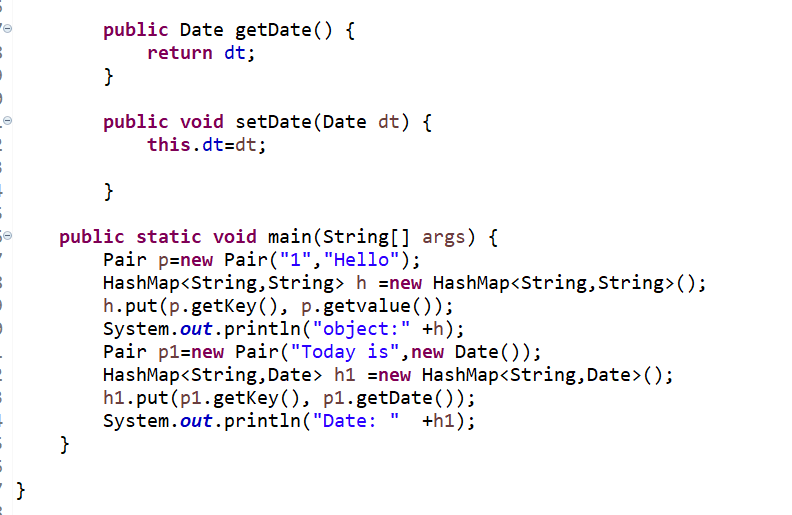 public Date getDate() {
return dt;
}
public void setDate(Date dt) {
this.dt=dt;
}
public static void main(String[] args) {
Pair p=new Pair("1","Hello");
HashMap<String,String> h =new HashMap<String,String>();
h.put(p.getKey(), p.getvalue());
System.out.println("object:" +h);
Pair p1=new Pair("Today is",new Date());
HashMap<String,Date> h1 =new HashMap<String,Date>();
h1.put(p1.getKey(), p1.getDate());
System.out.println("Date: "  +h1);
}
}